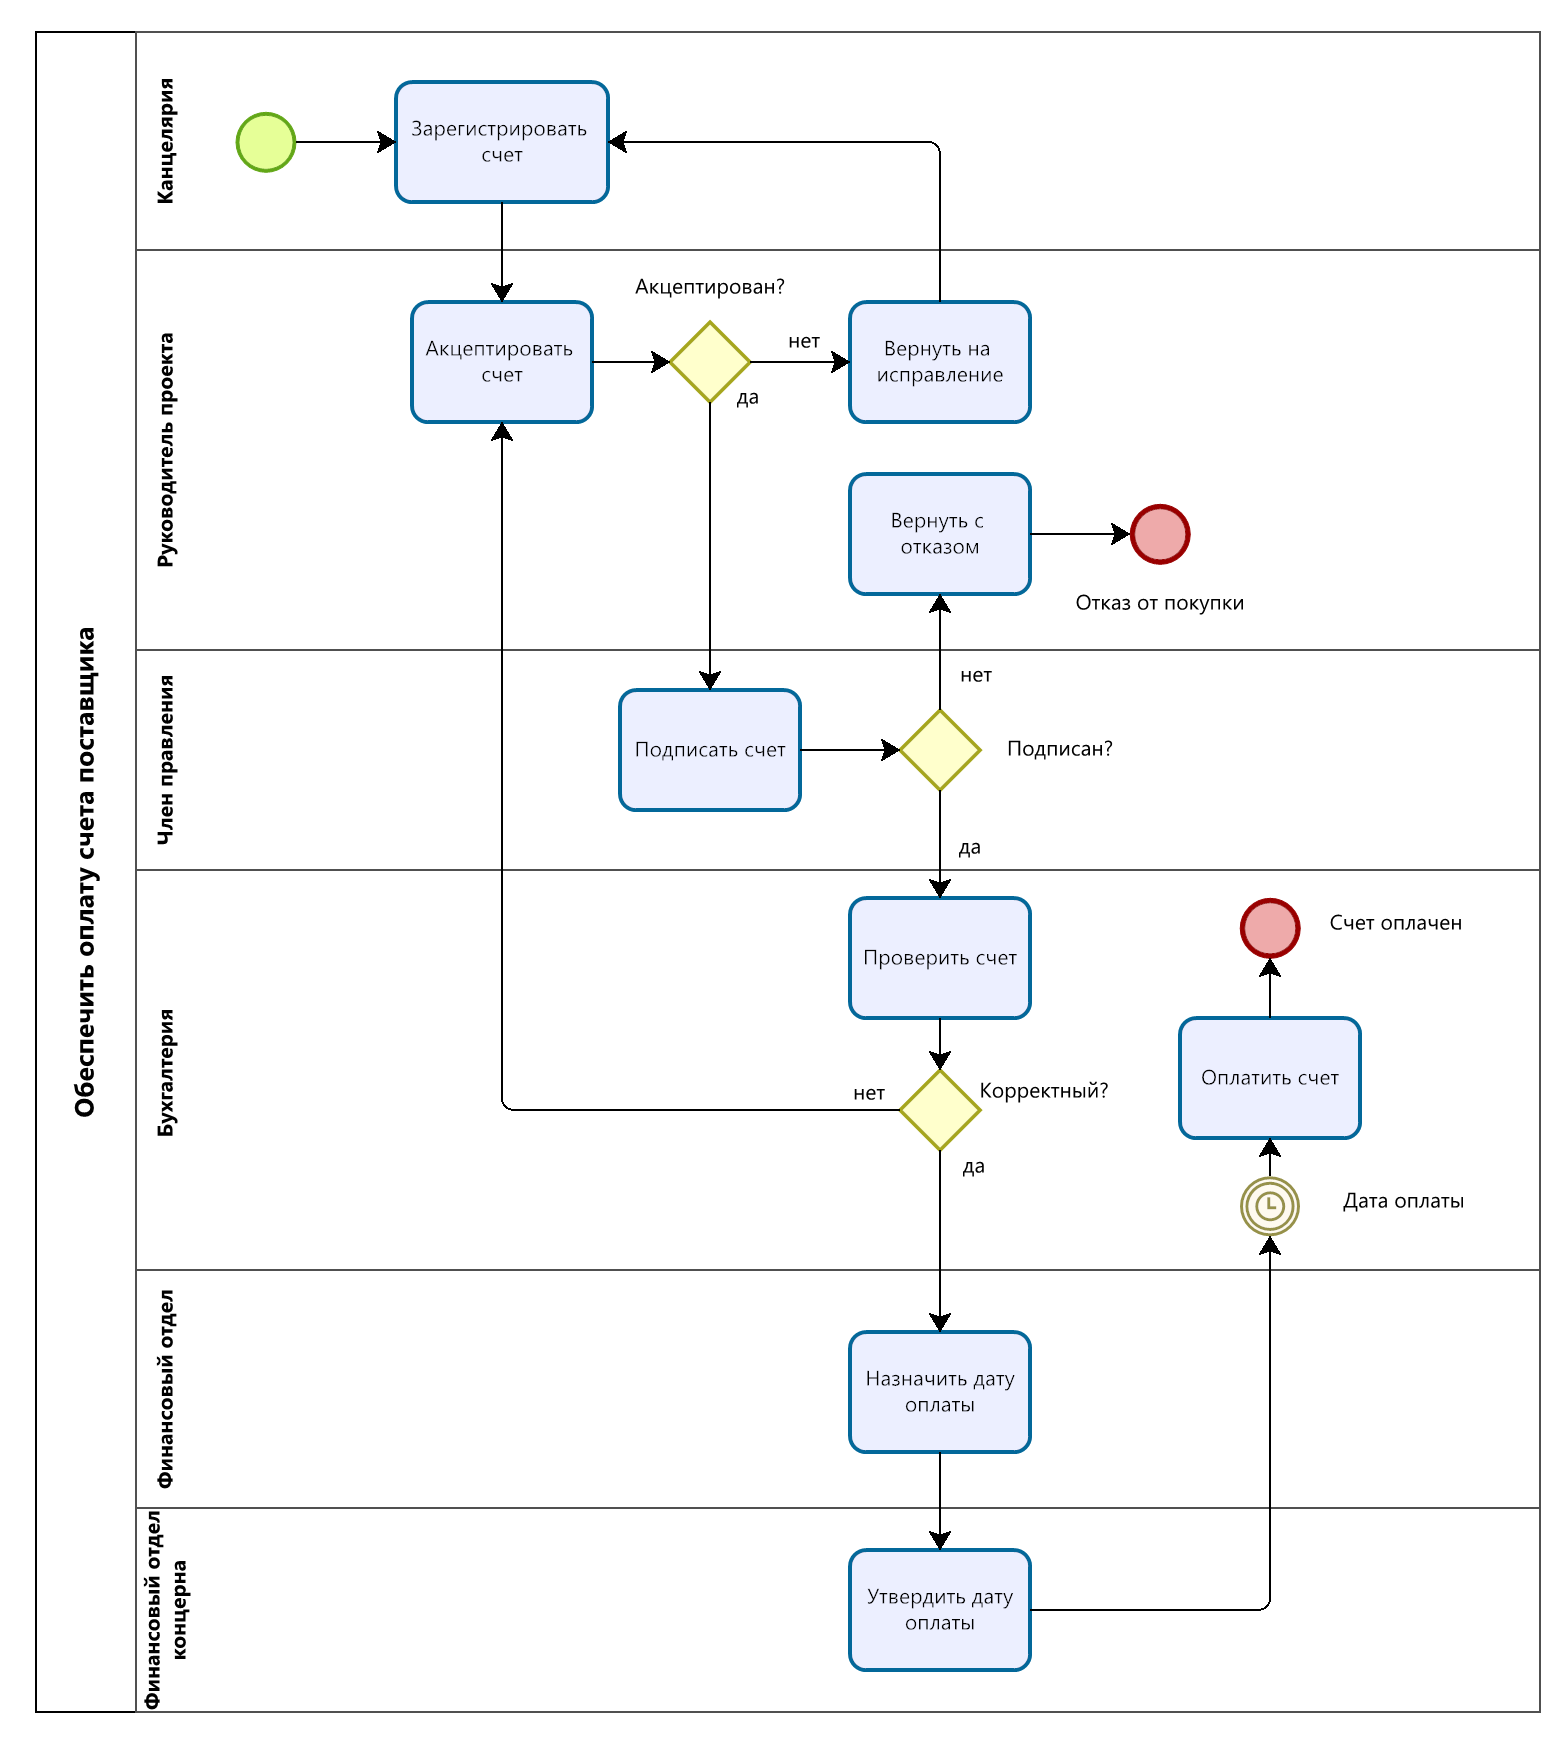 Обеспечить оплату счета поставщика
Канцелярия
Зарегистрировать
счет
Руководитель проекта
Акцептирован?
Акцептировать
счет
нет
да
Вернуть на
исправление
Вернуть с
отказом
Отказ от покупки
Член правления
нет
Подписать счет
Подписан?
да
Бухгалтерия
Счет оплачен
Проверить счет
Оплатить счет
нет
Корректный?
да
Дата оплаты
Финансовый отдел
Назначить дату
оплаты
Финансовый отдел
концерна
Утвердить дату
оплаты